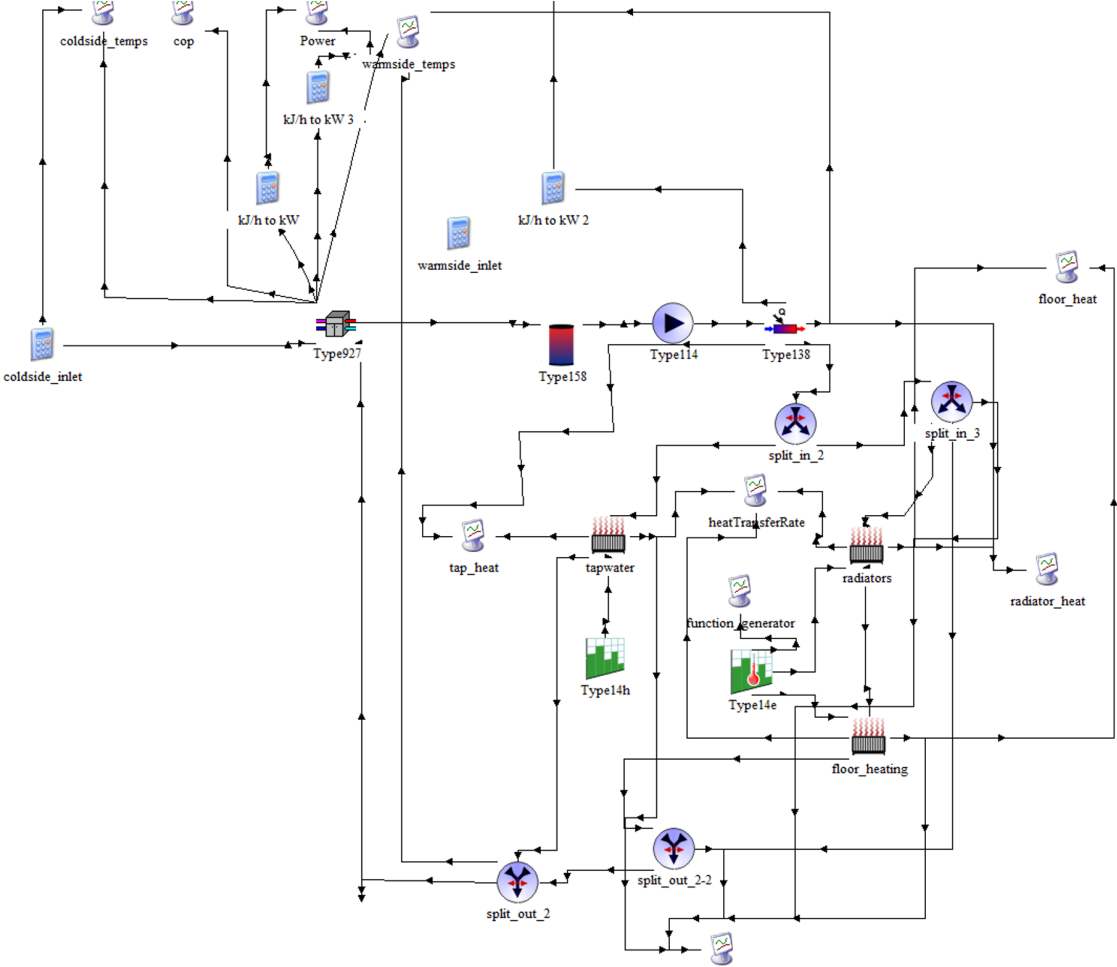 coldside_temps
cop
Power
warmside_temps
kJ/h to kW 3
kJ/h to kW
kJ/h to kW 2
warmside_inlet
floor_heat
coldside_inlet
Type927
Type158
Type114
Q
Type138
split_in_2
split_in_3
heatTransferRate
tap_heat
tapwater
radiators
radiator_heat
function_generator
Type14h
Type14e
floor_heating
split_out_2-2
split_out_2